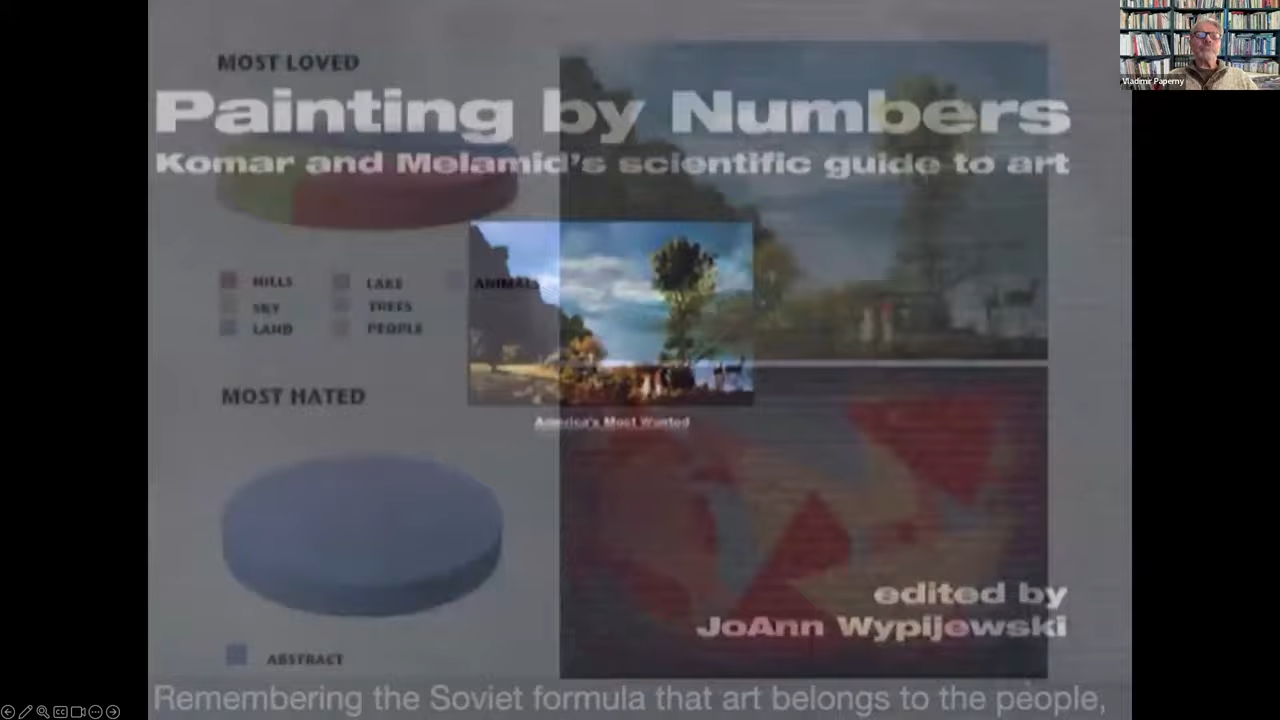 MOST LOVED
Painting by Numbers
Komar and Melamid's scientific guide to art
HILLS
LAKE
ANIMALS
SKY
TREES
LAND
PEOPLE
MOST HATED
America's Most Wanted
edited by
JoAnn Wypijewski
ABSTRACT
Remembering the Soviet formula that art belongs to the people,
Vladimir Paperny